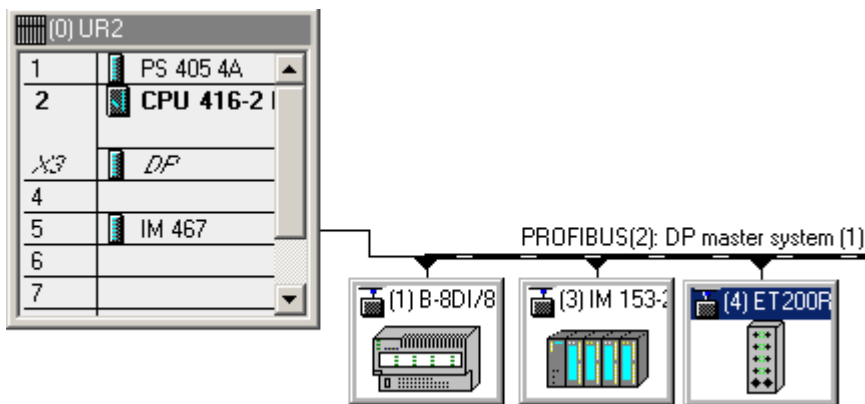 (0) UR2
1 PS 405 4A
2 CPU 416-2
X3 DP
4
5 IM 467
6
7
PROFIBUS(2): DP master system (1)
(1) B-8DI/8
(3) IM 153-2
(4) ET200R